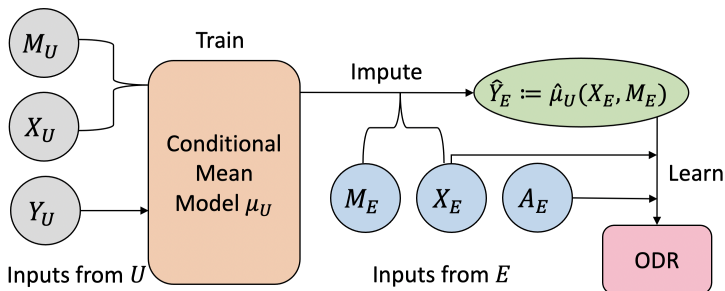 M_U
Train
Impute
Ŷ_E ≔ μ̂_U(X_E, M_E)
X_U
Conditional
Mean
Model μ_U
M_E
X_E
A_E
Learn
Y_U
ODR
Inputs from U
Inputs from E